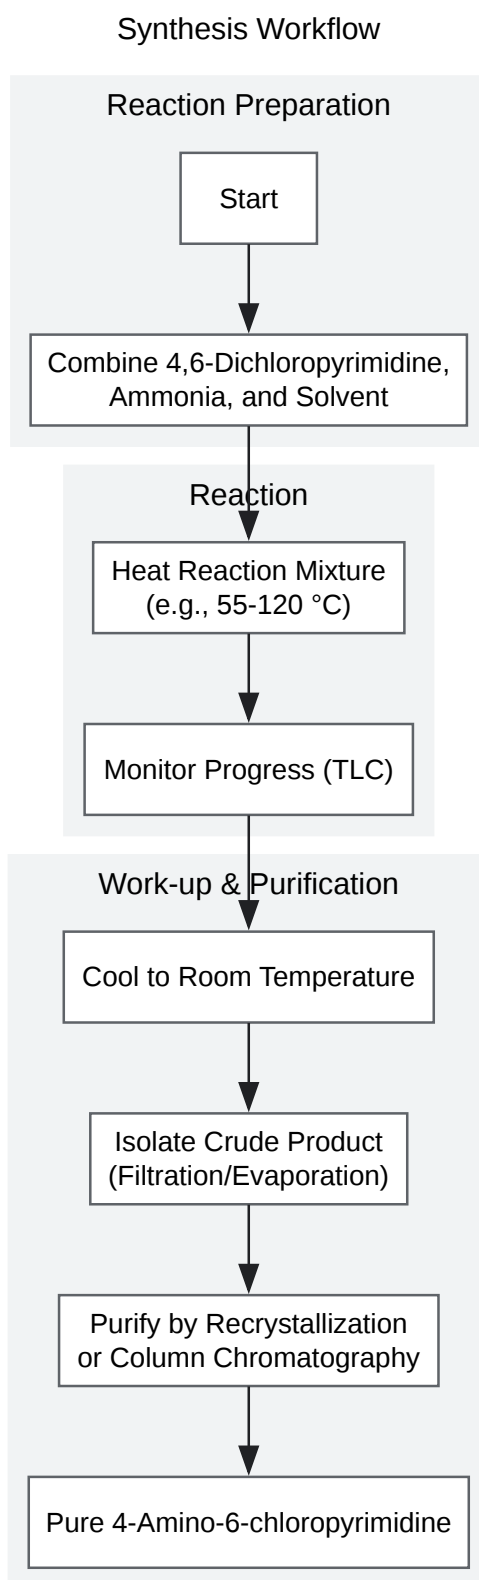 Synthesis Workflow
Reaction Preparation
Start
Combine 4,6-Dichloropyrimidine,
Ammonia, and Solvent
Reaction
Heat Reaction Mixture
(e.g., 55-120 °C)
Monitor Progress (TLC)
Work-up & Purification
Cool to Room Temperature
Isolate Crude Product
(Filtration/Evaporation)
Purify by Recrystallization
or Column Chromatography
Pure 4-Amino-6-chloropyrimidine